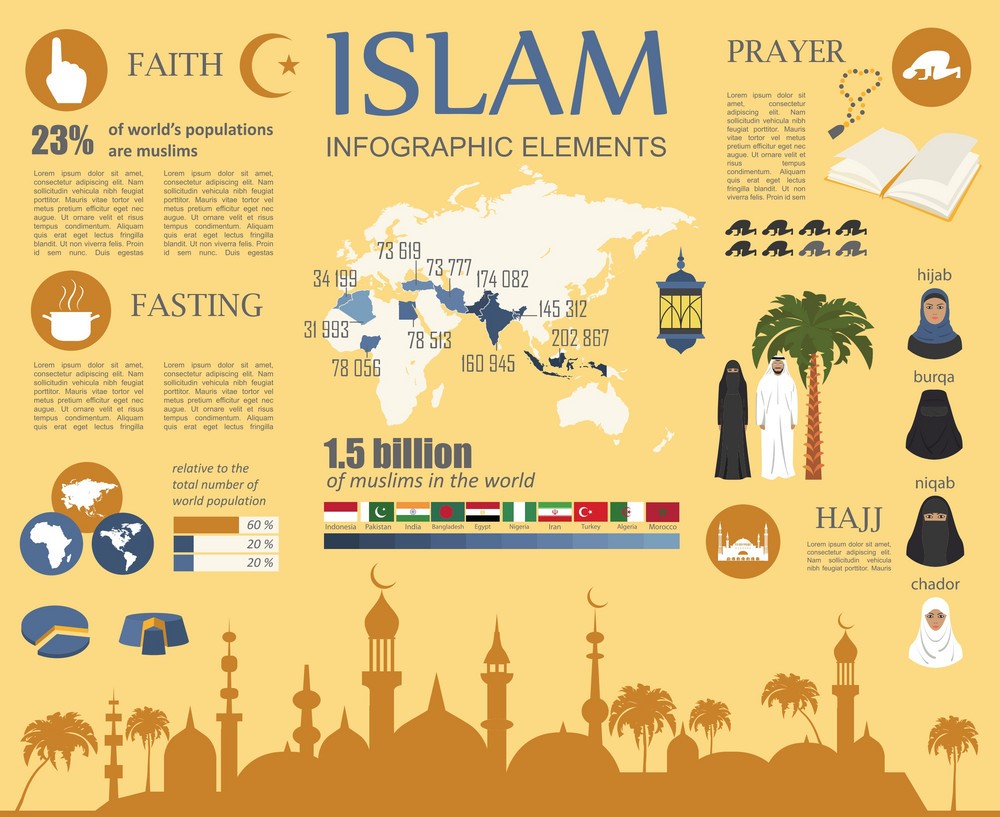 FAITH
23%
of world's populations
are muslims
Lorem ipsum dolor sit amet,
consectetur adipiscing elit. Nam
sollicitudin vehicula nibh feugiat
porttitor. Mauris vitae tortor vel
metus pretium efficitur eget nec
augue. Ut ornare velit et risus
tempus condimentum. Aliquam
quis erat eget lectus fringilla
blandit. Ut non viverra felis. Proin
id sem nunc. Duis egestas
Lorem ipsum dolor sit amet,
consectetur adipiscing elit. Nam
sollicitudin vehicula nibh feugiat
porttitor. Mauris vitae tortor vel
metus pretium efficitur eget nec
augue. Ut ornare velit et risus
tempus condimentum. Aliquam
quis erat eget lectus fringilla
blandit. Ut non viverra felis. Proin
id sem nunc. Duis egestas
FASTING
Lorem ipsum dolor sit amet,
consectetur adipiscing elit. Nam
sollicitudin vehicula nibh feugiat
porttitor. Mauris vitae tortor vel
metus pretium efficitur eget nec
augue. Ut ornare velit et risus
tempus condimentum. Aliquam
quis erat eget lectus fringilla
Lorem ipsum dolor sit amet,
consectetur adipiscing elit. Nam
sollicitudin vehicula nibh feugiat
porttitor. Mauris vitae tortor vel
metus pretium efficitur eget nec
augue. Ut ornare velit et risus
tempus condimentum. Aliquam
quis erat eget lectus fringilla
relative to the
total number of
world population
60 %
20 %
20 %
ISLAM
INFOGRAPHIC ELEMENTS
73 619
34 199
73 777
174 082
145 312
31 993
78 513
202 867
78 056
160 945
1.5 billion
of muslims in the world
Indonesia Pakistan India Bangladesh Egypt Nigeria Iran Turkey Algeria Morocco
PRAYER
Lorem ipsum dolor sit
amet, consectetur
adipiscing elit. Nam
sollicitudin vehicula nibh
feugiat porttitor. Mauris
vitae tortor vel metus
pretium efficitur eget nec
augue. Ut ornare velit
et risus tempus
condimentum. Aliquam
quis erat eget lectus
fringilla blandit. Ut non
viverra felis. Proin id sem
hijab
burqa
niqab
chador
HAJJ
Lorem ipsum dolor sit amet,
consectetur adipiscing elit.
Nam sollicitudin vehicula
nibh feugiat porttitor. Mauris